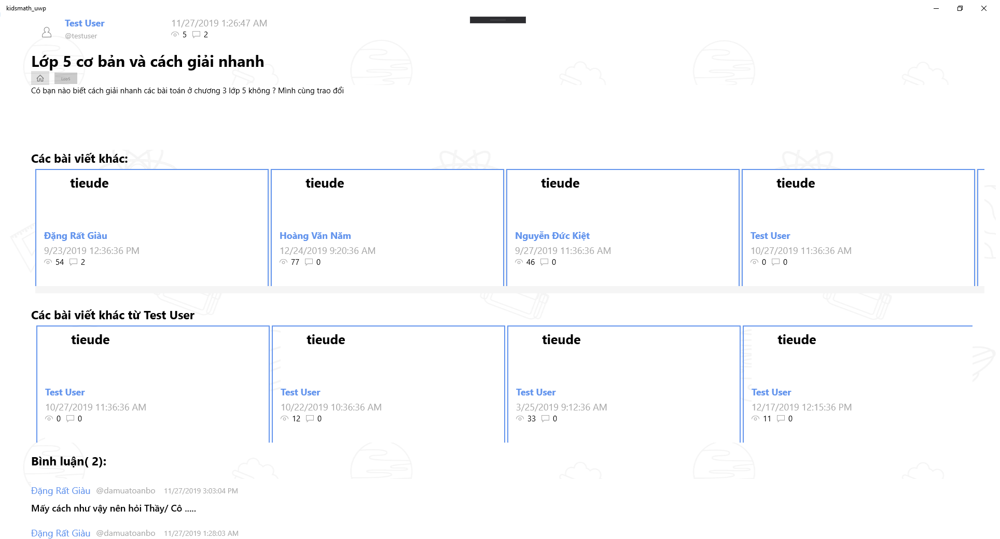 kidsmath_uwp
Test User 11/27/2019 1:26:47 AM
@testuser 5 2
Lớp 5 cơ bản và cách giải nhanh
Lop5
Có bạn nào biết cách giải nhanh các bài toán ở chương 3 lớp 5 không ? Mình cùng trao đổi
Các bài viết khác:
tieude tieude tieude tieude
Đặng Rất Giàu Hoàng Văn Năm Nguyễn Đức Kiệt Test User
9/23/2019 12:36:36 PM 12/24/2019 9:20:36 AM 9/27/2019 11:36:36 AM 10/27/2019 11:36:36 AM
54 2 77 0 46 0 0 0
Các bài viết khác từ Test User
tieude tieude tieude tieude
Test User Test User Test User Test User
10/27/2019 11:36:36 AM 10/22/2019 10:36:36 AM 3/25/2019 9:12:36 AM 12/17/2019 12:15:36 PM
0 0 12 0 33 0 11 0
Bình luận( 2):
Đặng Rất Giàu @damuatoanbo 11/27/2019 3:03:04 PM
Mấy cách như vậy nên hỏi Thầy/ Cô .....
Đặng Rất Giàu @damuatoanbo 11/27/2019 1:28:03 AM